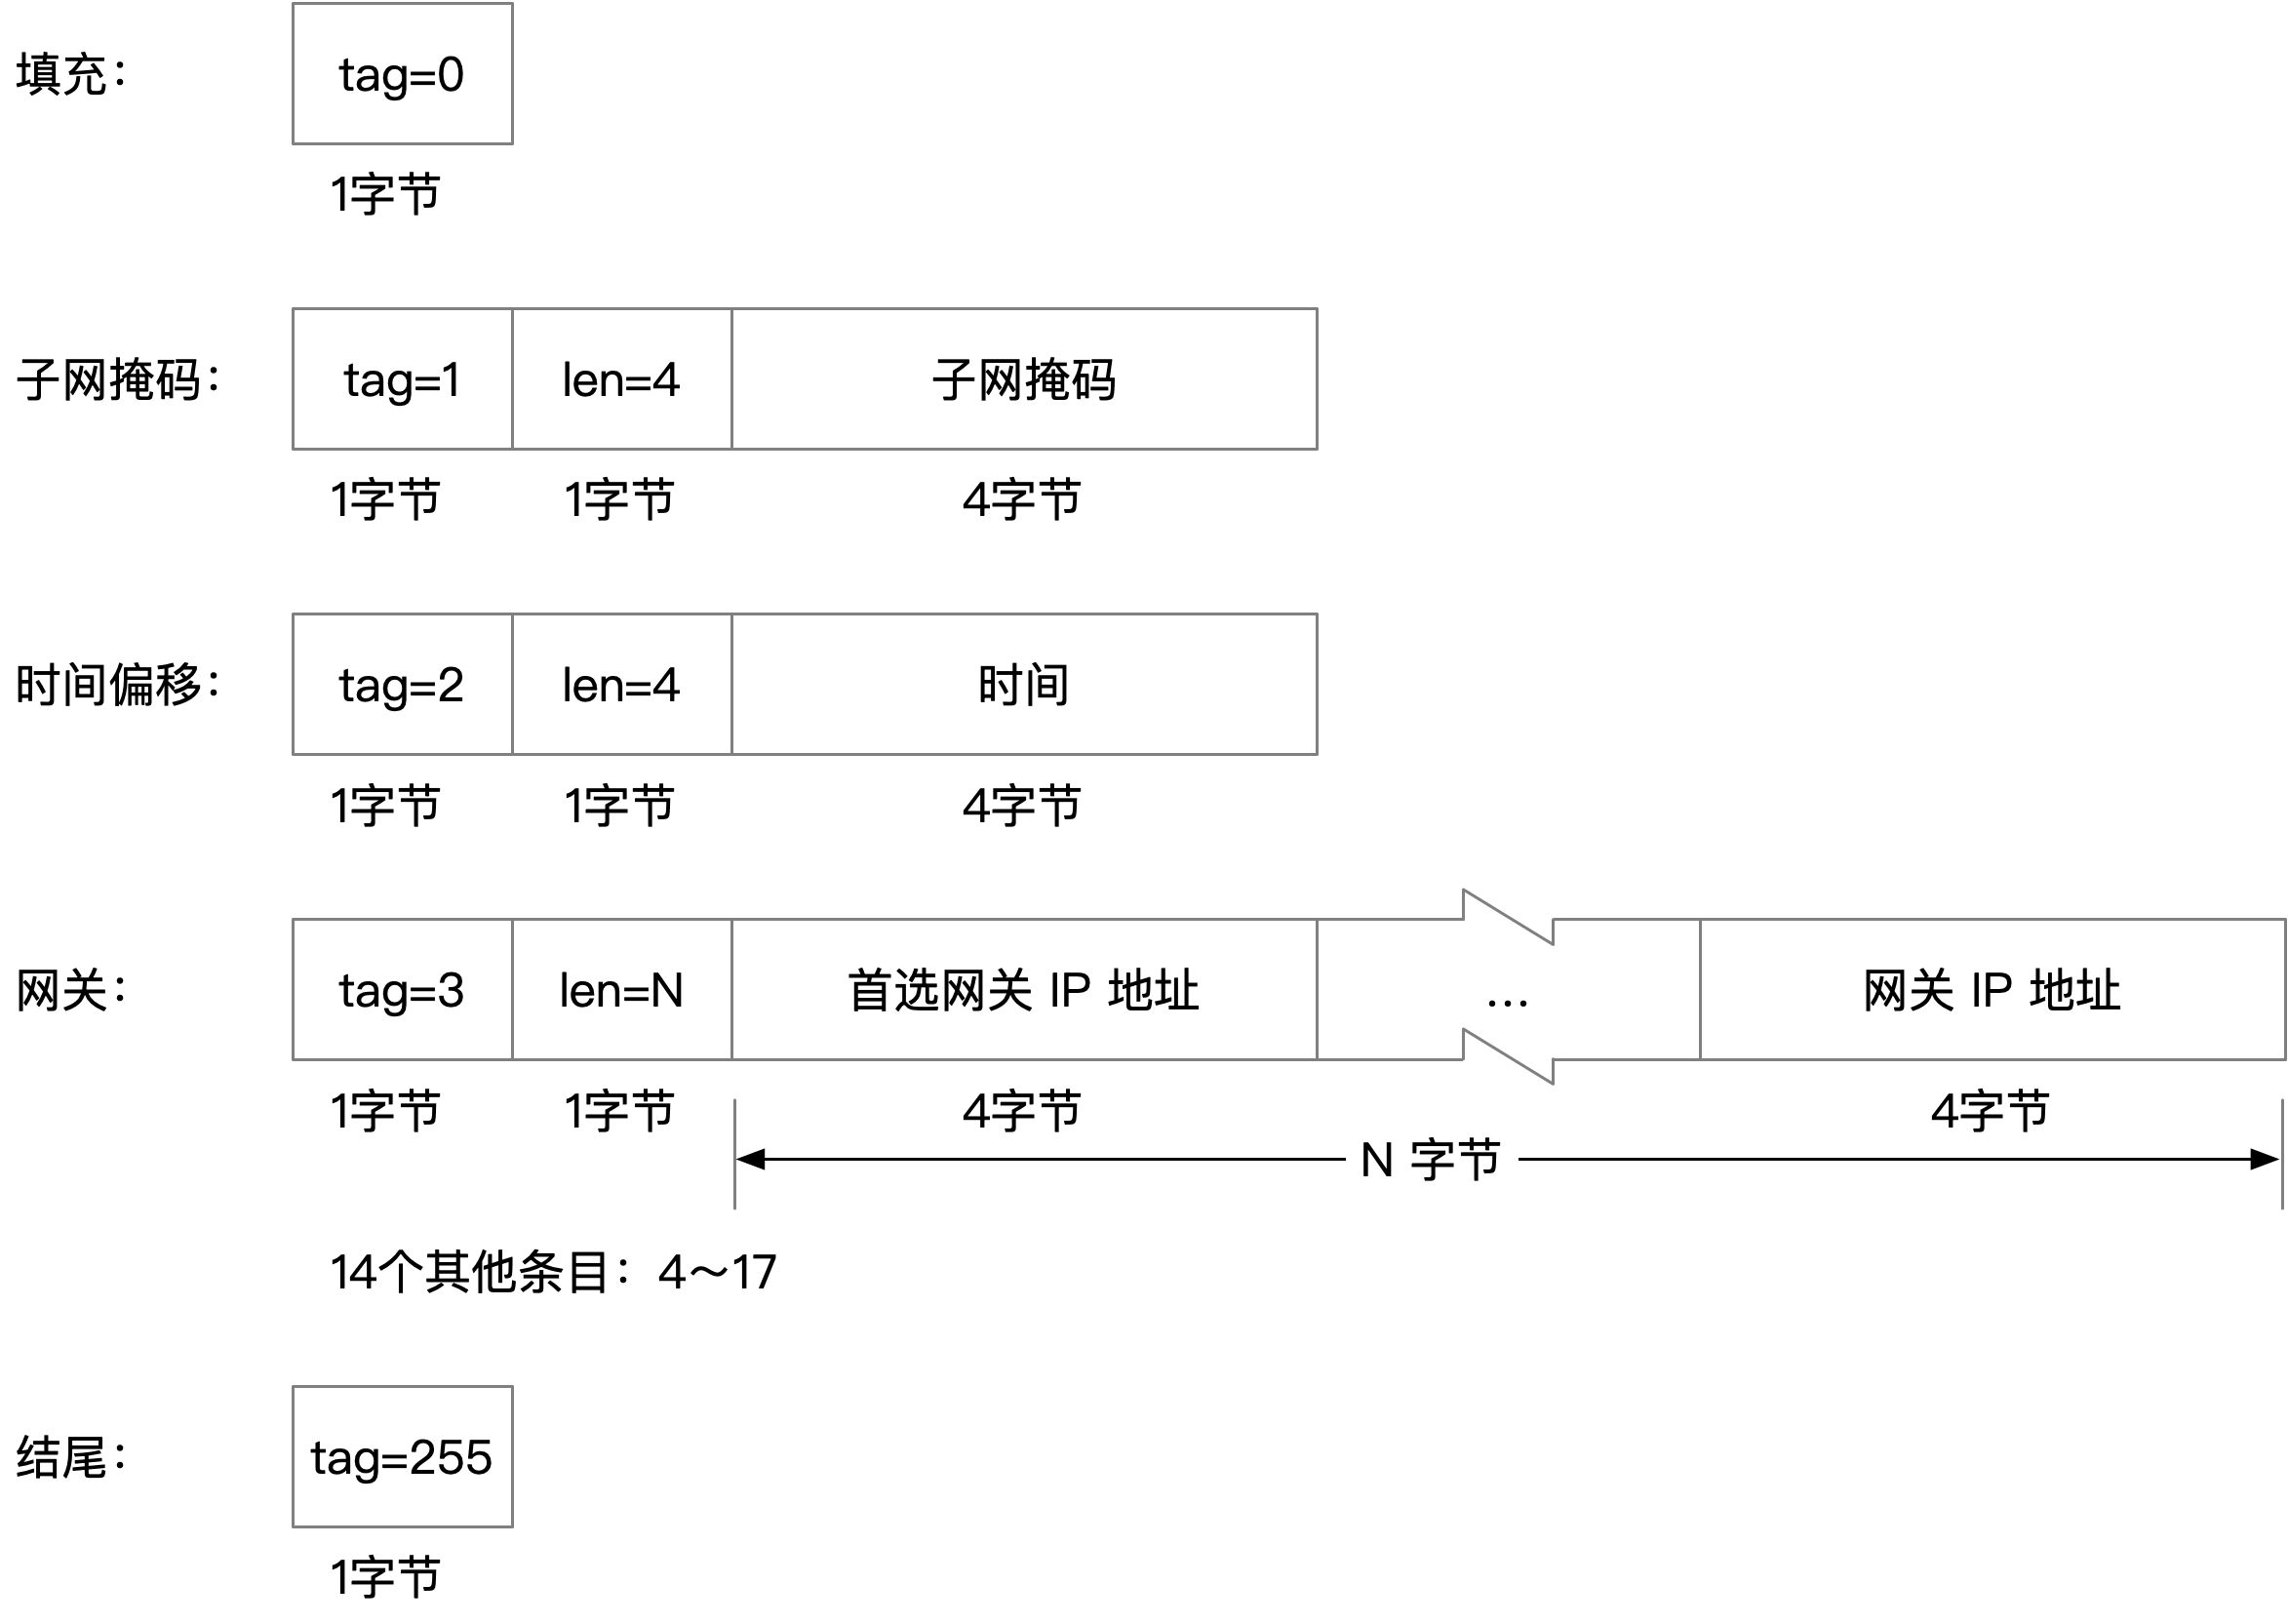 填充： tag=0
1字节
子网掩码： tag=1 len=4 子网掩码
1字节 1字节 4字节
时间偏移： tag=2 len=4 时间
1字节 1字节 4字节
网关： tag=3 len=N 首选网关 IP 地址 ... 网关 IP 地址
1字节 1字节 4字节 4字节
N 字节
14个其他条目：4～17
结尾： tag=255
1字节